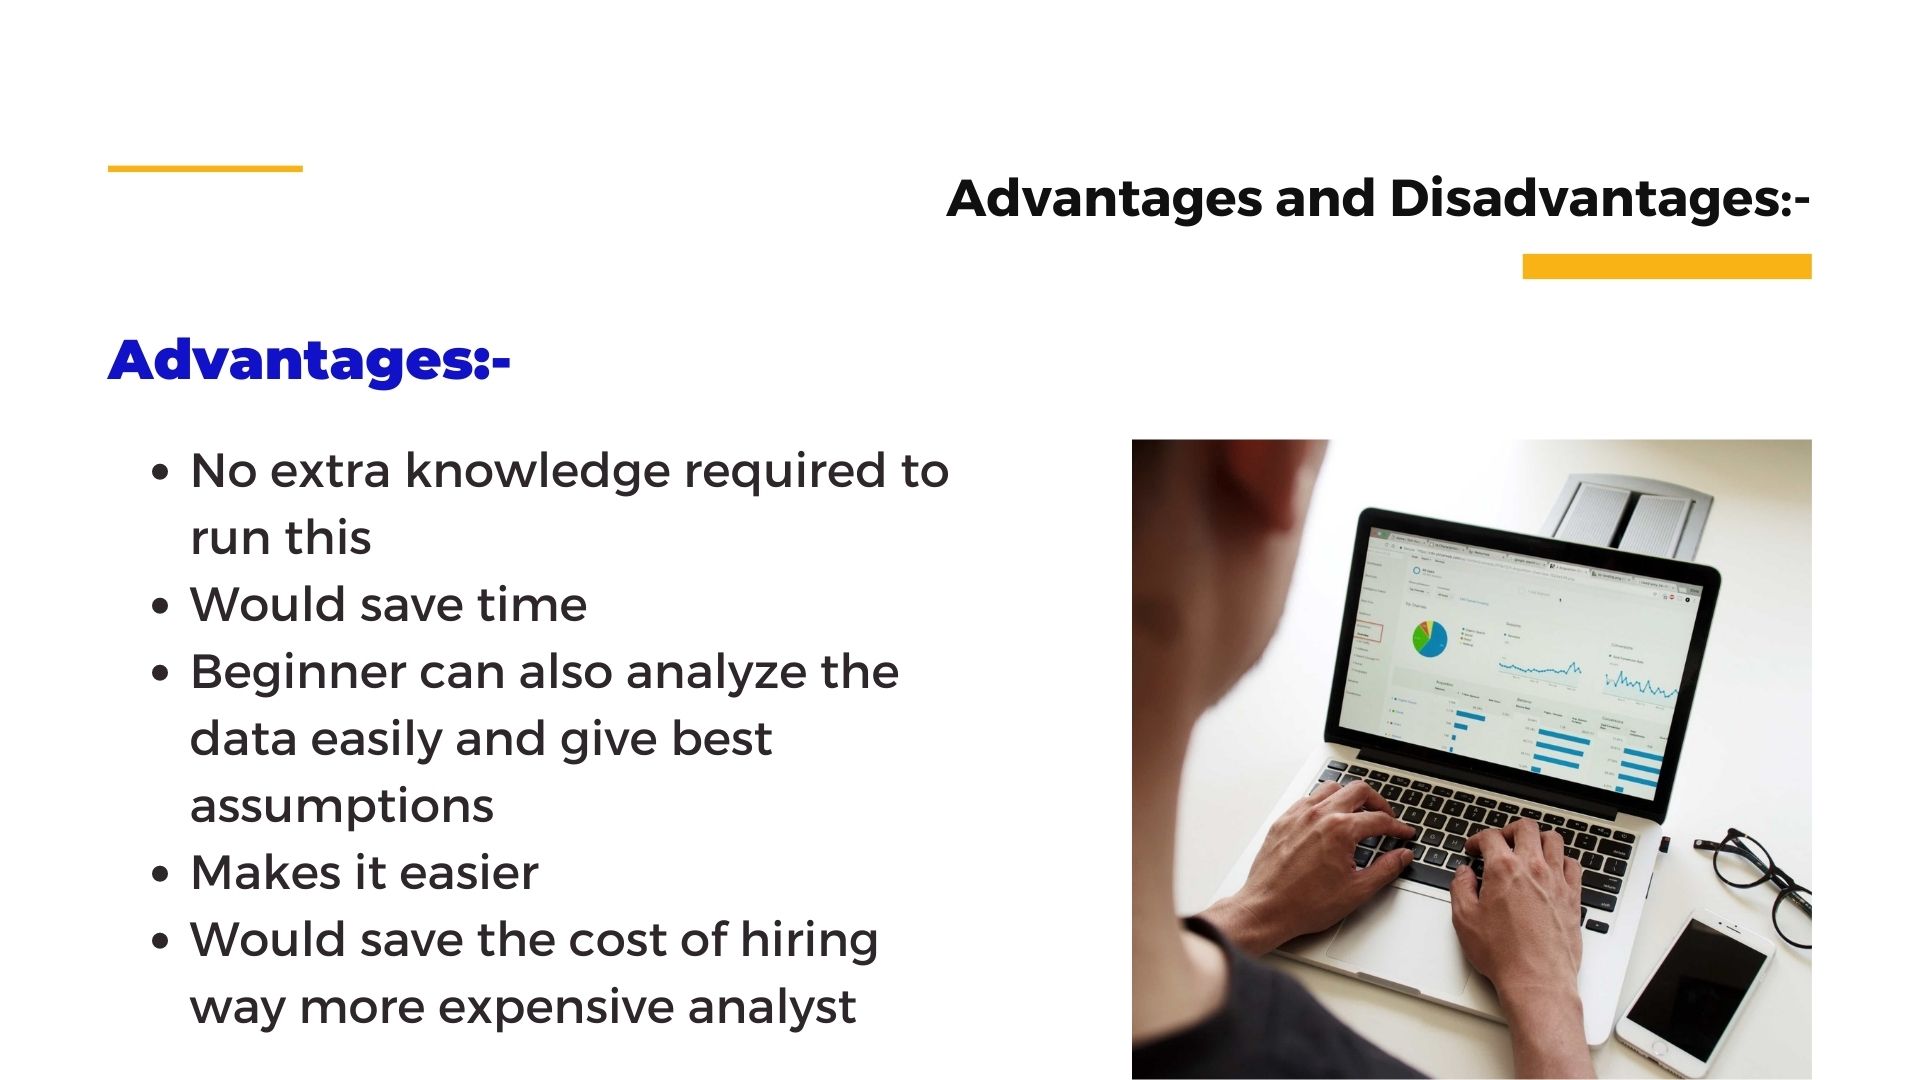 Advantages and Disadvantages:-
Advantages:-
• No extra knowledge required to
run this
• Would save time
• Beginner can also analyze the
data easily and give best
assumptions
• Makes it easier
• Would save the cost of hiring
way more expensive analyst